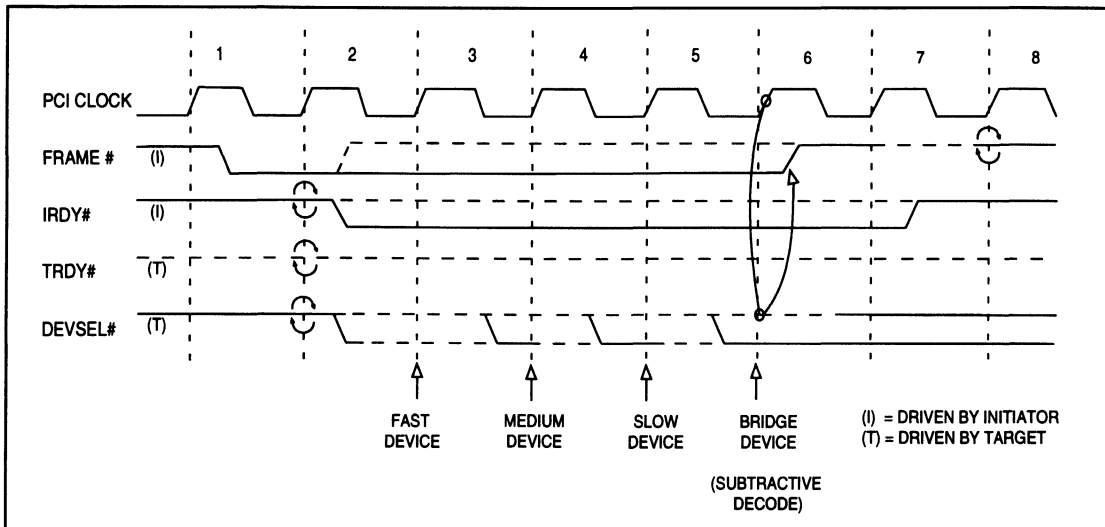 1 2 3 4 5 6 7 8
PCI CLOCK
FRAME # (I)
IRDY# (I)
TRDY# (T)
DEVSEL# (T)
FAST DEVICE
MEDIUM DEVICE
SLOW DEVICE
BRIDGE DEVICE
(SUBTRACTIVE DECODE)
(I) = DRIVEN BY INITIATOR
(T) = DRIVEN BY TARGET